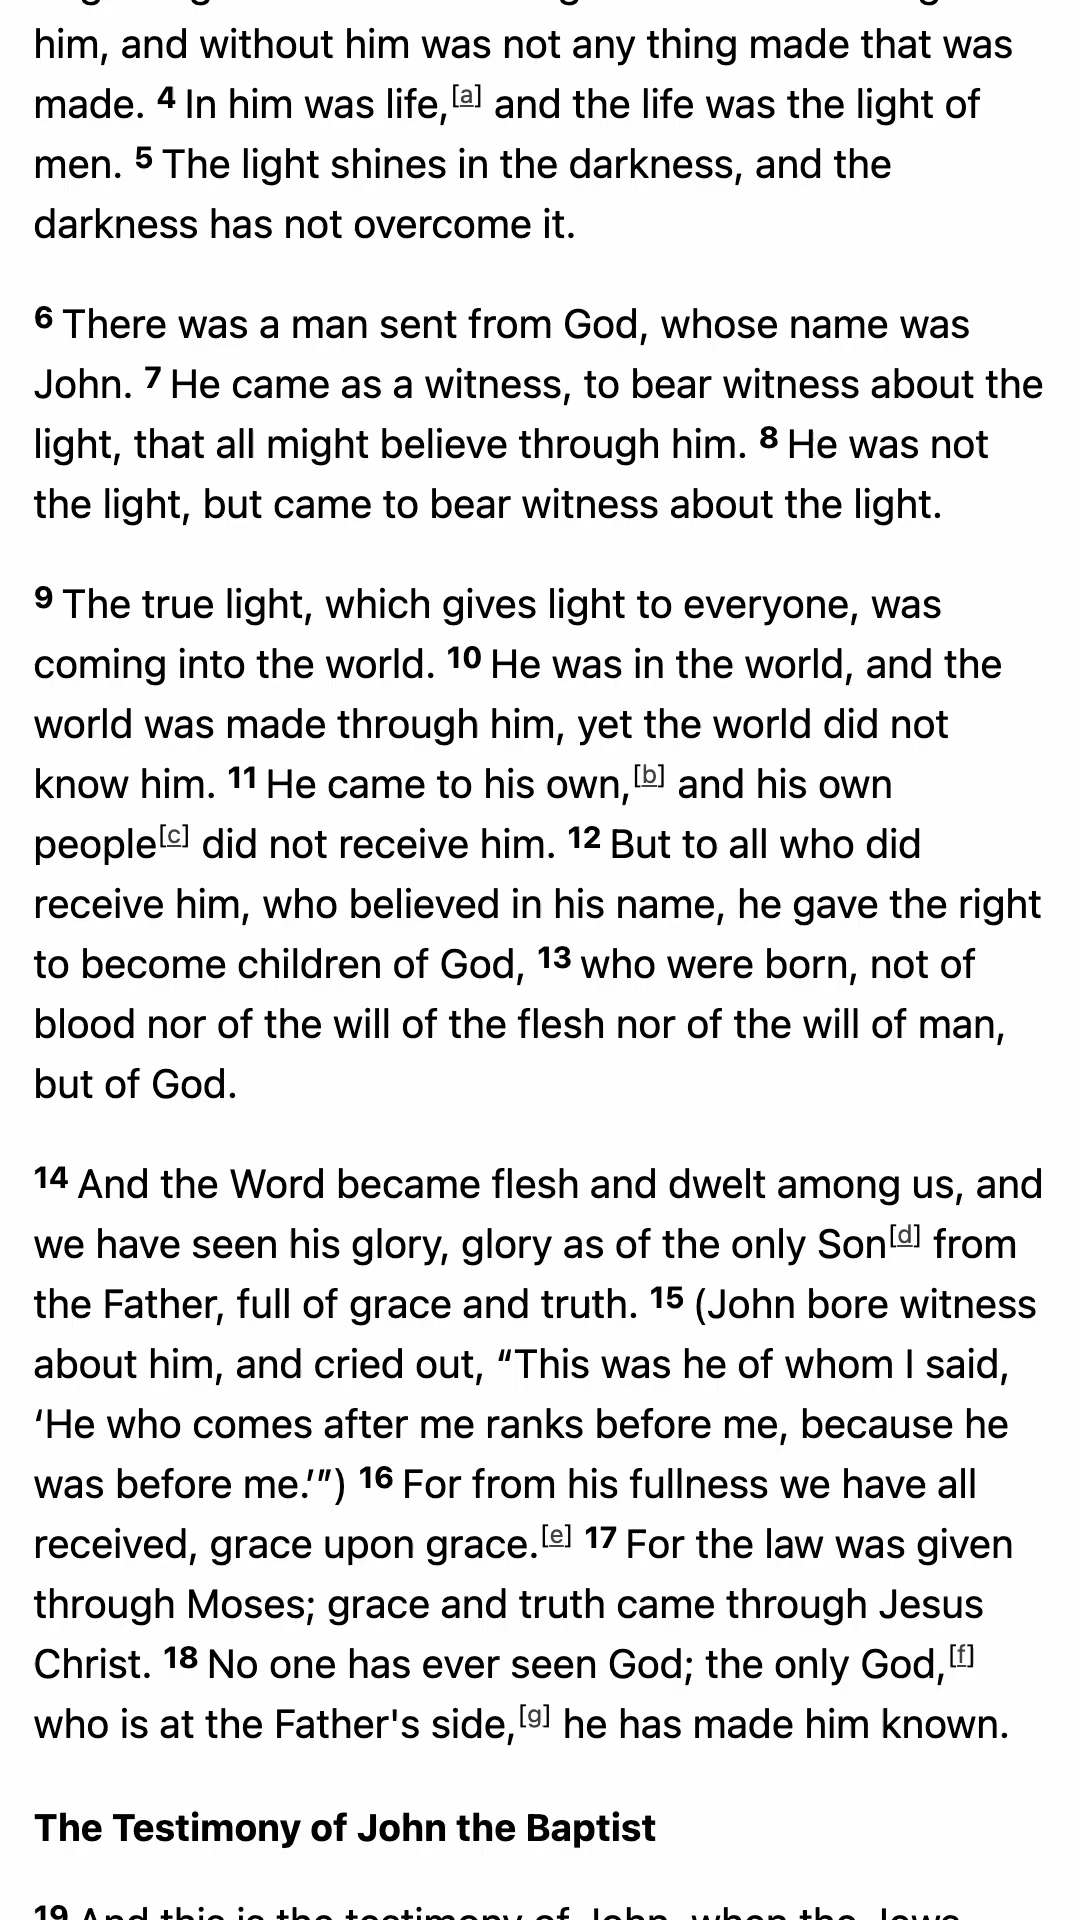 him, and without him was not any thing made that was
made. 4 In him was life,[a] and the life was the light of
men. 5 The light shines in the darkness, and the
darkness has not overcome it.
6 There was a man sent from God, whose name was
John. 7 He came as a witness, to bear witness about the
light, that all might believe through him. 8 He was not
the light, but came to bear witness about the light.
9 The true light, which gives light to everyone, was
coming into the world. 10 He was in the world, and the
world was made through him, yet the world did not
know him. 11 He came to his own,[b] and his own
people[c] did not receive him. 12 But to all who did
receive him, who believed in his name, he gave the right
to become children of God, 13 who were born, not of
blood nor of the will of the flesh nor of the will of man,
but of God.
14 And the Word became flesh and dwelt among us, and
we have seen his glory, glory as of the only Son[d] from
the Father, full of grace and truth. 15 (John bore witness
about him, and cried out, “This was he of whom I said,
‘He who comes after me ranks before me, because he
was before me.’”) 16 For from his fullness we have all
received, grace upon grace.[e] 17 For the law was given
through Moses; grace and truth came through Jesus
Christ. 18 No one has ever seen God; the only God,[f]
who is at the Father's side,[g] he has made him known.
The Testimony of John the Baptist
19 And this is the testimony of John, when the Jews